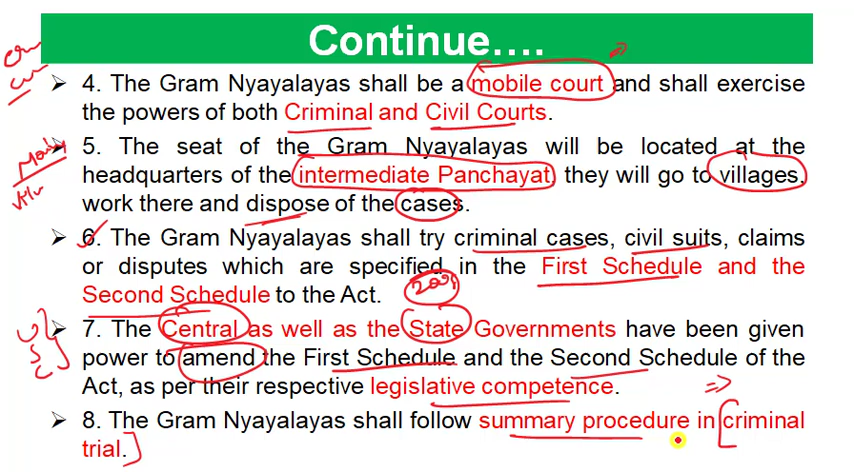 Continue….
➢ 4. The Gram Nyayalayas shall be a mobile court and shall exercise
the powers of both Criminal and Civil Courts.
➢ 5. The seat of the Gram Nyayalayas will be located at the
headquarters of the intermediate Panchayat, they will go to villages,
work there and dispose of the cases.
➢ 6. The Gram Nyayalayas shall try criminal cases, civil suits, claims
or disputes which are specified in the First Schedule and the
Second Schedule to the Act.
➢ 7. The Central as well as the State Governments have been given
power to amend the First Schedule and the Second Schedule of the
Act, as per their respective legislative competence.
➢ 8. The Gram Nyayalayas shall follow summary procedure in criminal
trial.